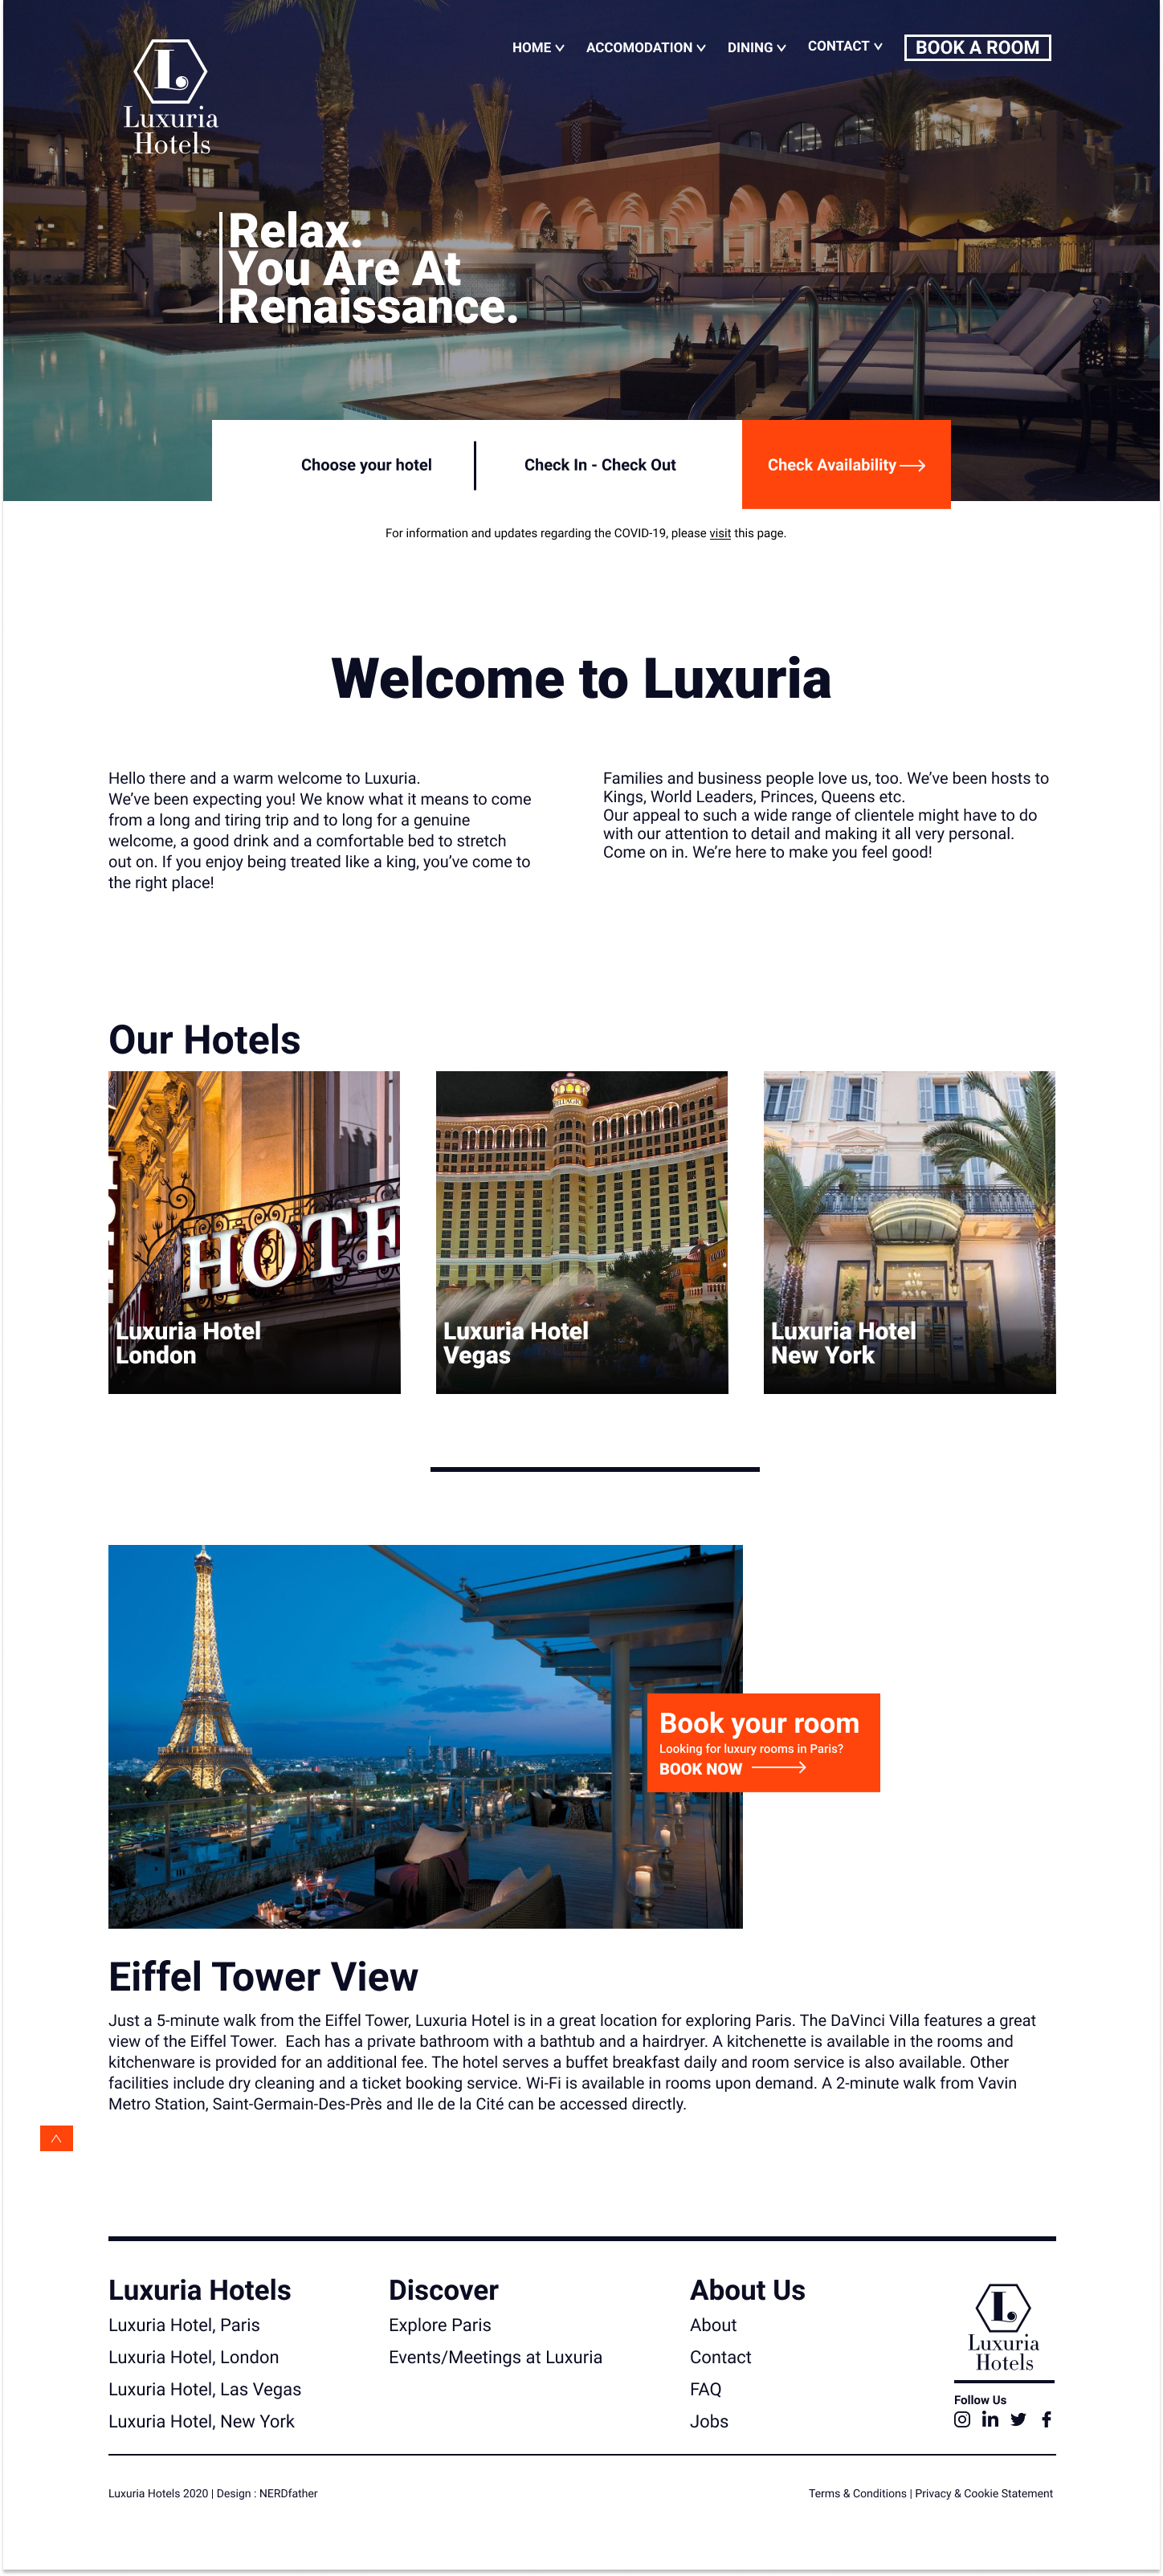 HOME
ACCOMODATION
DINING
CONTACT
BOOK A ROOM
L
Luxuria
Hotels
Relax.
You Are At
Renaissance.
Choose your hotel
Check In - Check Out
Check Availability
For information and updates regarding the COVID-19, please visit this page.
Welcome to Luxuria
Hello there and a warm welcome to Luxuria.
We’ve been expecting you! We know what it means to come
from a long and tiring trip and to long for a genuine
welcome, a good drink and a comfortable bed to stretch
out on. If you enjoy being treated like a king, you’ve come to
the right place!
Families and business people love us, too. We’ve been hosts to
Kings, World Leaders, Princes, Queens etc.
Our appeal to such a wide range of clientele might have to do
with our attention to detail and making it all very personal.
Come on in. We’re here to make you feel good!
Our Hotels
HOTE
Luxuria Hotel
London
Luxuria Hotel
Vegas
Luxuria Hotel
New York
Book your room
Looking for luxury rooms in Paris?
BOOK NOW
Eiffel Tower View
Just a 5-minute walk from the Eiffel Tower, Luxuria Hotel is in a great location for exploring Paris. The DaVinci Villa features a great
view of the Eiffel Tower.  Each has a private bathroom with a bathtub and a hairdryer. A kitchenette is available in the rooms and
kitchenware is provided for an additional fee. The hotel serves a buffet breakfast daily and room service is also available. Other
facilities include dry cleaning and a ticket booking service. Wi-Fi is available in rooms upon demand. A 2-minute walk from Vavin
Metro Station, Saint-Germain-Des-Près and Ile de la Cité can be accessed directly.
Luxuria Hotels
Luxuria Hotel, Paris
Luxuria Hotel, London
Luxuria Hotel, Las Vegas
Luxuria Hotel, New York
Discover
Explore Paris
Events/Meetings at Luxuria
About Us
About
Contact
FAQ
Jobs
L
Luxuria
Hotels
Follow Us
Luxuria Hotels 2020 | Design : NERDfather
Terms & Conditions | Privacy & Cookie Statement